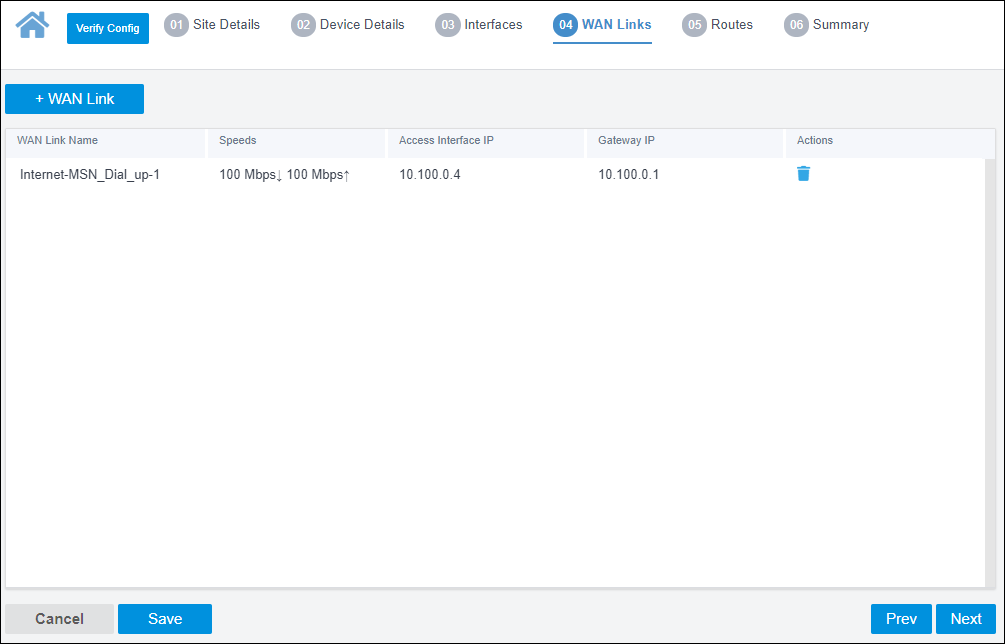 Verify Config 01 Site Details 02 Device Details 03 Interfaces 04 WAN Links 05 Routes 06 Summary
+ WAN Link
WAN Link Name Speeds Access Interface IP Gateway IP Actions
Internet-MSN_Dial_up-1 100 Mbps↓ 100 Mbps↑ 10.100.0.4 10.100.0.1
Cancel Save Prev Next